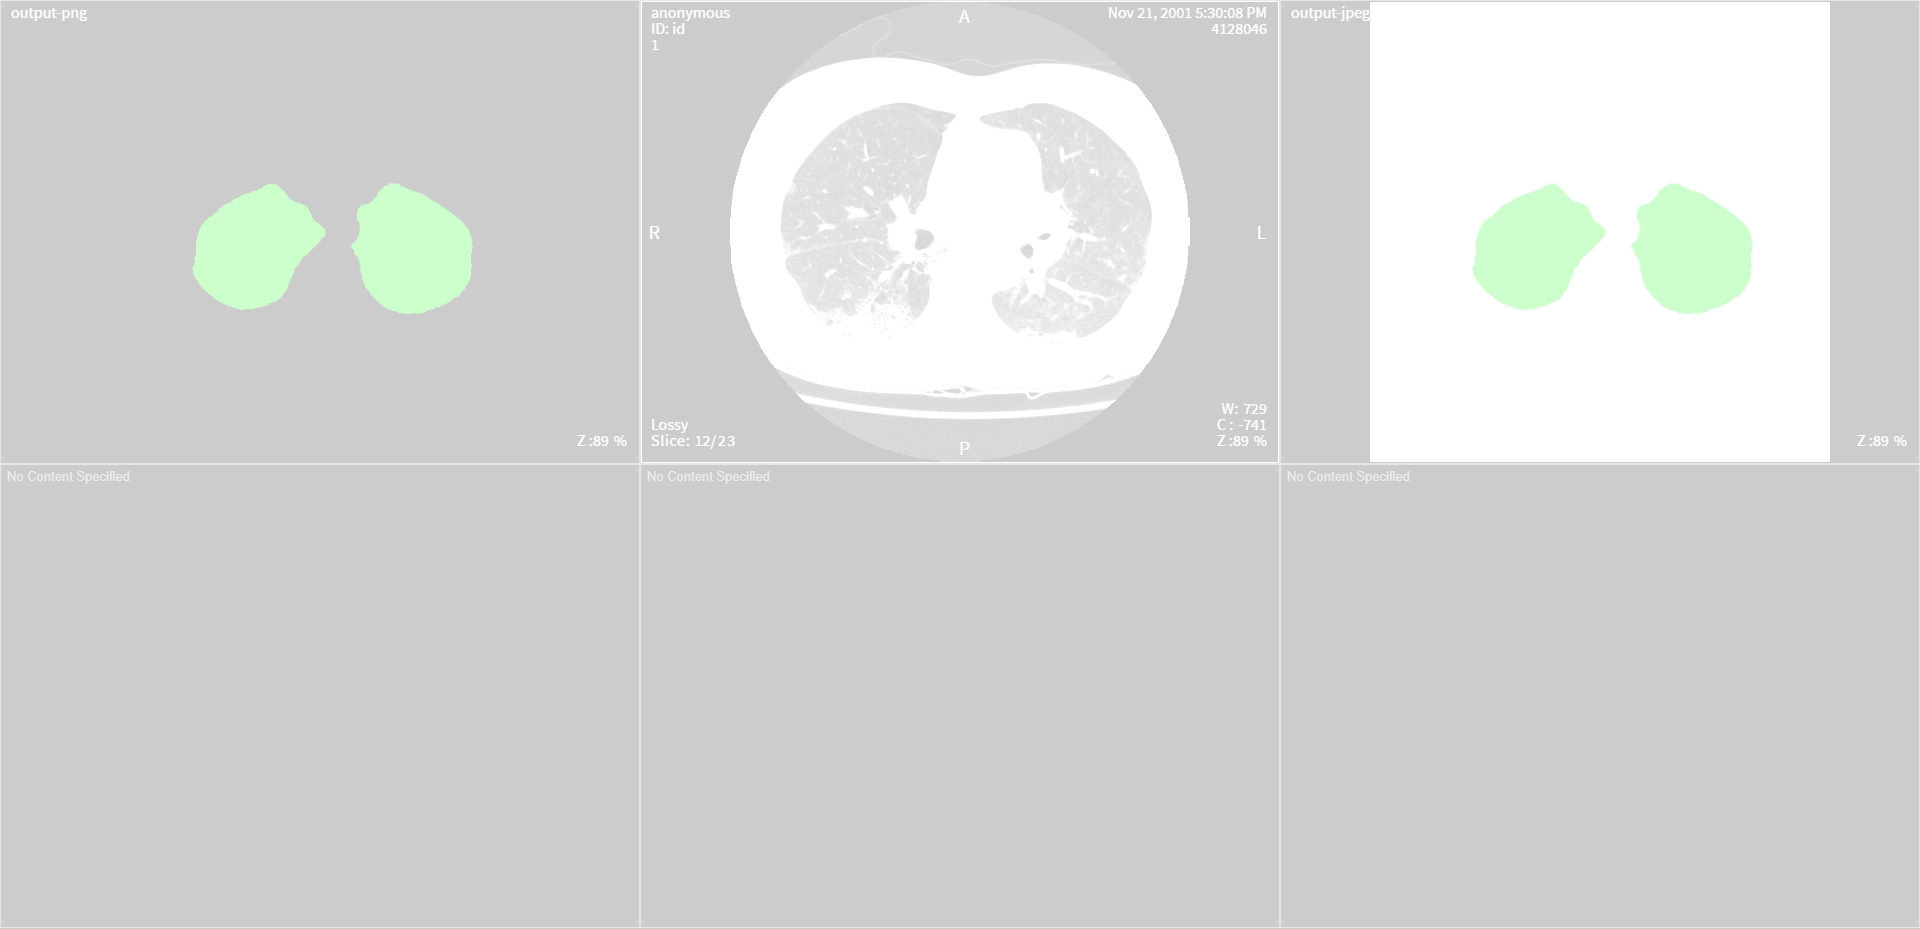 output-png
Z :89 %
anonymous
ID: id
1
A
Nov 21, 2001 5:30:08 PM
4128046
R
L
Lossy
Slice: 12/23
P
W: 729
C : -741
Z :89 %
output-jpeg
Z :89 %
No Content Specified
No Content Specified
No Content Specified